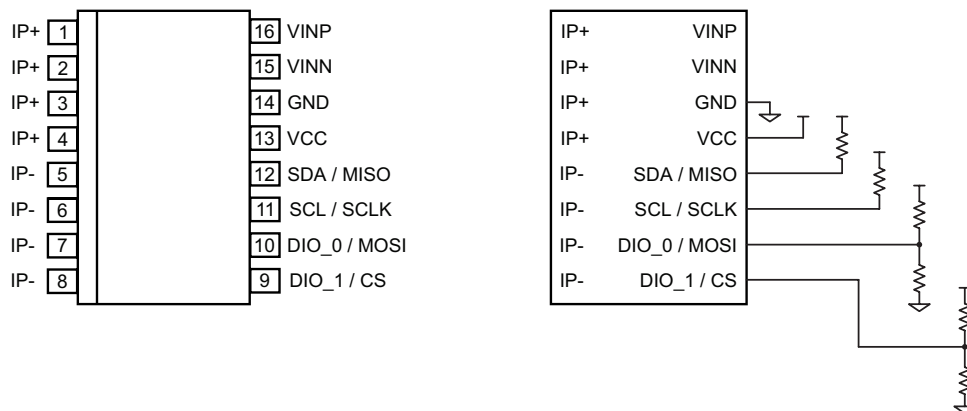 IP+ 1 16 VINP
IP+ 2 15 VINN
IP+ 3 14 GND
IP+ 4 13 VCC
IP- 5 12 SDA / MISO
IP- 6 11 SCL / SCLK
IP- 7 10 DIO_0 / MOSI
IP- 8 9 DIO_1 / CS
IP+ VINP
IP+ VINN
IP+ GND
IP+ VCC
IP- SDA / MISO
IP- SCL / SCLK
IP- DIO_0 / MOSI
IP- DIO_1 / CS